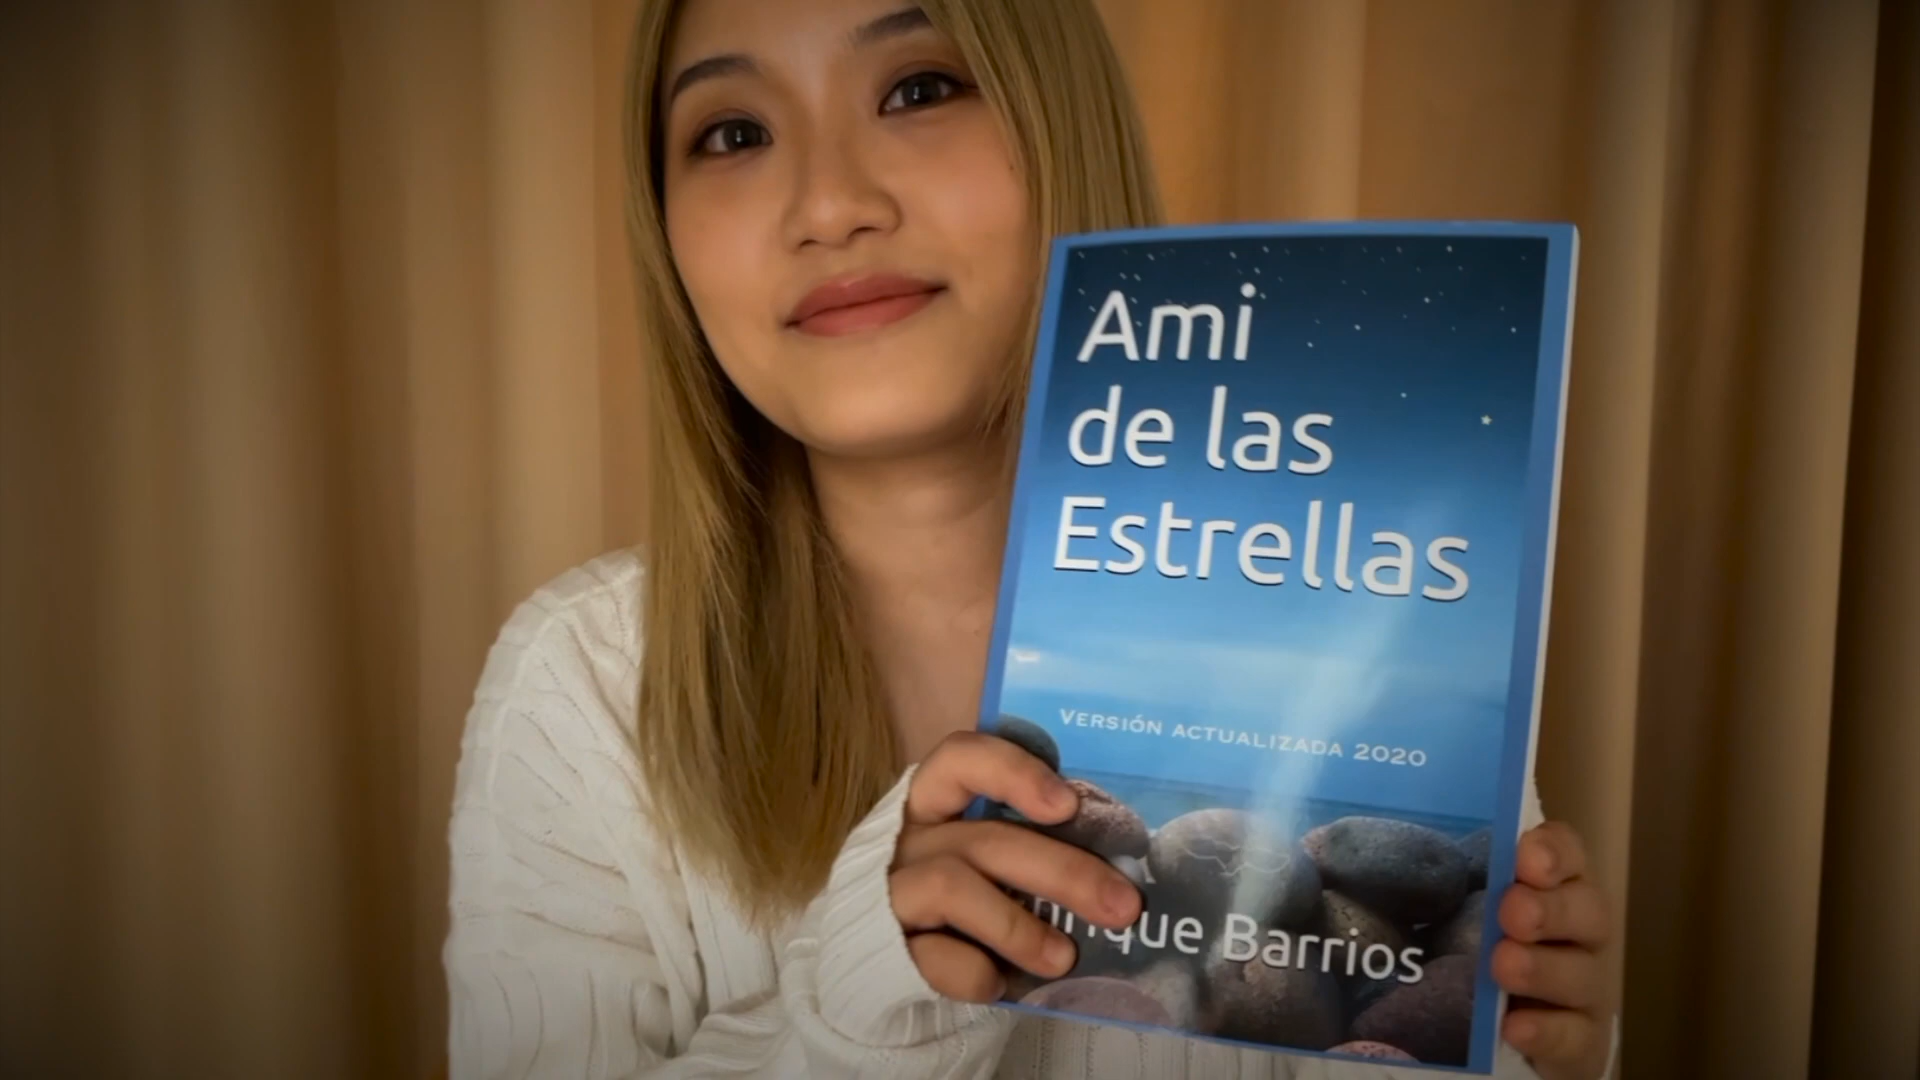 Ami
de las
Estrellas
VERSIÓN ACTUALIZADA 2020
Barrios